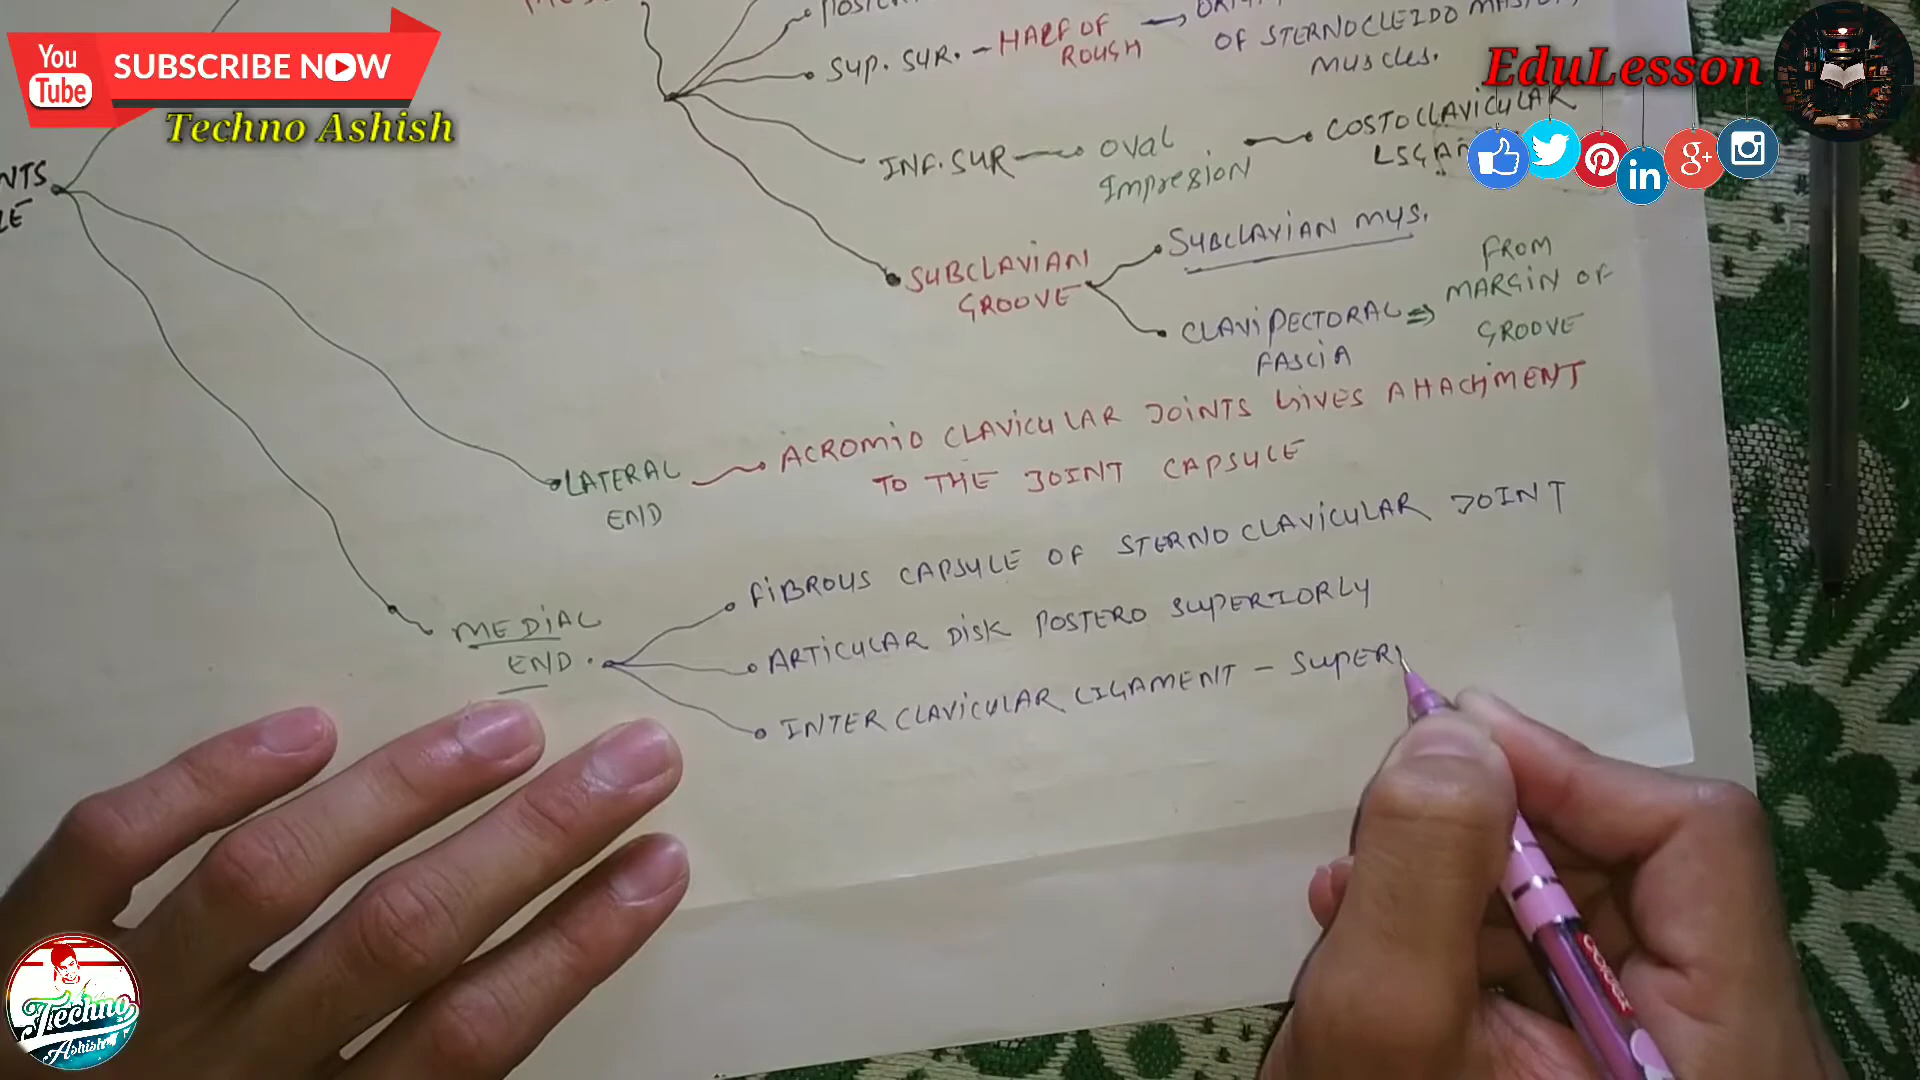 You
Tube
SUBSCRIBE NOW
Techno Ashish
EduLesson
SUP. SUR. - HALF OF
ROUGH
OF STERNOCLEIDO
MUSCLES.
INF. SUR
OVAL
IMPRESION
COSTOCLAVICULAR
SUBCLAVIAN
GROOVE
SUBCLAVIAN MUS.
CLAVIPECTORAL
FASCIA
FROM
MARGIN OF
GROOVE
LATERAL
END
ACROMIO CLAVICULAR JOINTS GIVES ATTACHMENT
TO THE JOINT CAPSULE
MEDIAL
END.
FIBROUS CAPSULE OF STERNO CLAVICULAR JOINT
ARTICULAR DISK POSTERO SUPERIORLY
INTER CLAVICULAR LIGAMENT - SUPERI
Techno
Ashish
in
g+